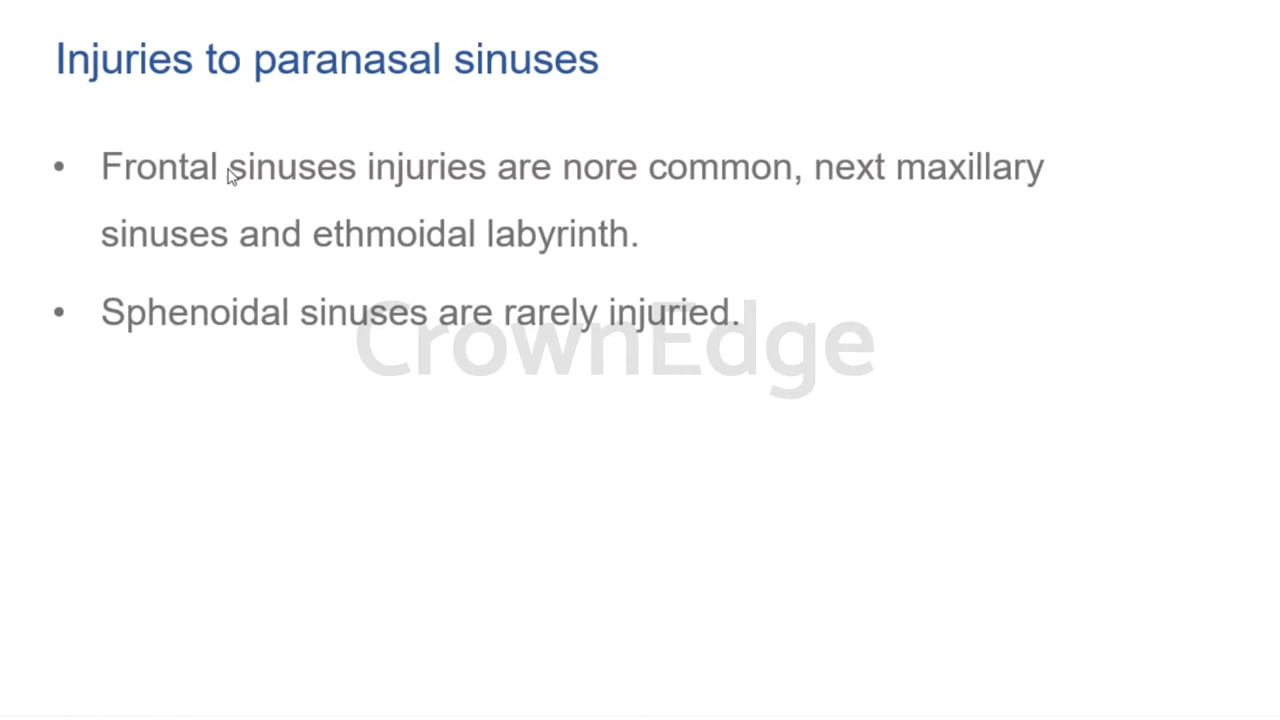 Injuries to paranasal sinuses
• Frontal sinuses injuries are nore common, next maxillary
sinuses and ethmoidal labyrinth.
• Sphenoidal sinuses are rarely injuried.
CrownEdge